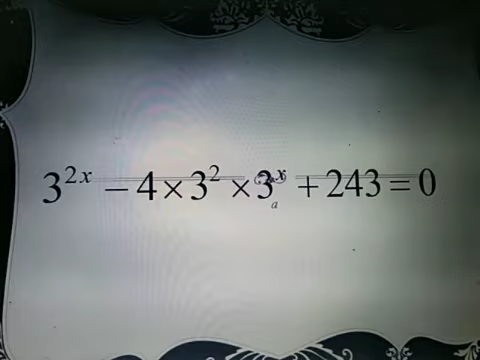 3^{2x} − 4 × 3^2 × 3^x + 243 = 0
a